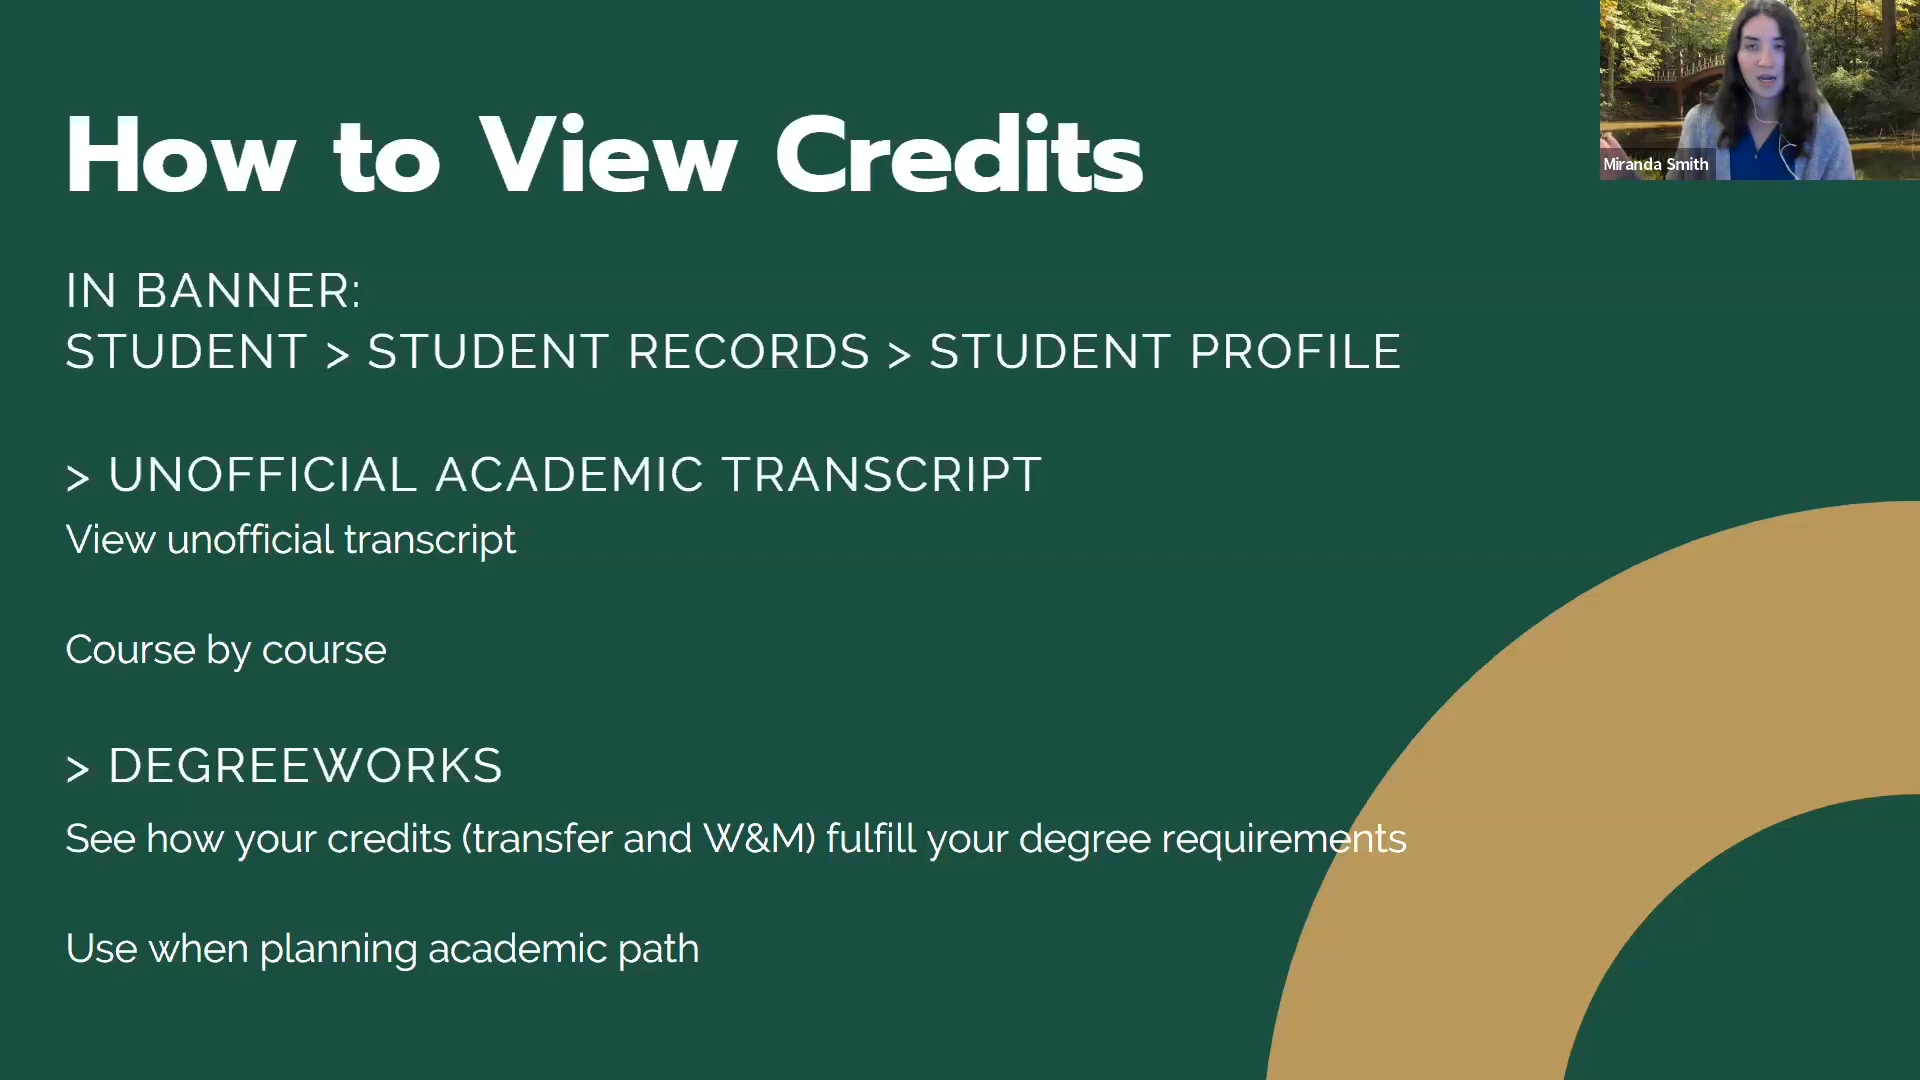 How to View Credits
Miranda Smith
IN BANNER:
STUDENT > STUDENT RECORDS > STUDENT PROFILE
> UNOFFICIAL ACADEMIC TRANSCRIPT
View unofficial transcript
Course by course
> DEGREEWORKS
See how your credits (transfer and W&M) fulfill your degree requirements
Use when planning academic path